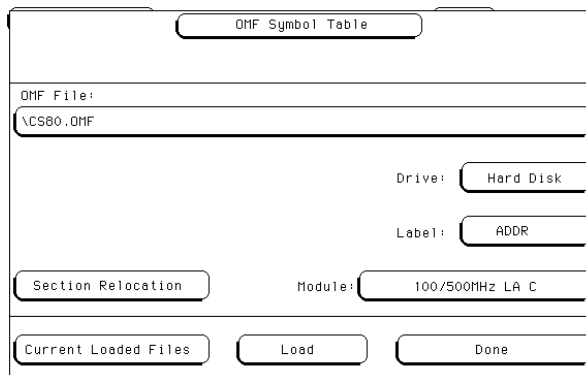 OMF Symbol Table
OMF File:
\CS80.OMF
Drive: Hard Disk
Label: ADDR
Section Relocation Module: 100/500MHz LA C
Current Loaded Files Load Done